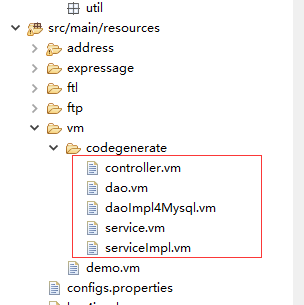 util
src/main/resources
address
expressage
ftl
ftp
vm
codegenerate
controller.vm
dao.vm
daoImpl4Mysql.vm
service.vm
serviceImpl.vm
demo.vm
configs.properties